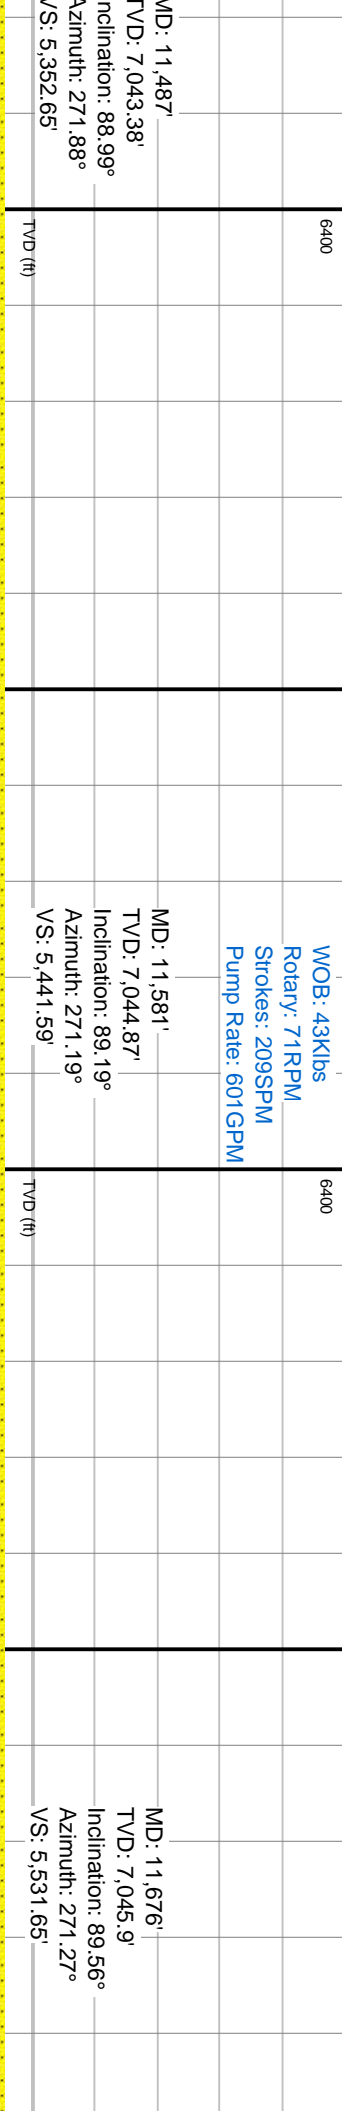 MD: 11,487'
TVD: 7,043.38'
Inclination: 88.99°
Azimuth: 271.88°
VS: 5,352.65'
6400
TVD (ft)
WOB: 43Klbs
Rotary: 71RPM
Strokes: 209SPM
Pump Rate: 601GPM
MD: 11,581'
TVD: 7,044.87'
Inclination: 89.19°
Azimuth: 271.19°
VS: 5,441.59'
6400
TVD (ft)
MD: 11,676'
TVD: 7,045.9'
Inclination: 89.56°
Azimuth: 271.27°
VS: 5,531.65'